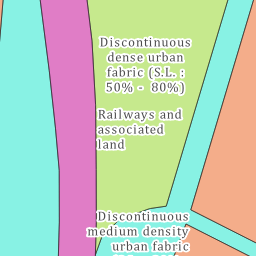 Discontinuous
dense urban
fabric (S.L. :
50% -  80%)
Railways and
associated
land
Discontinuous
medium density
urban fabric